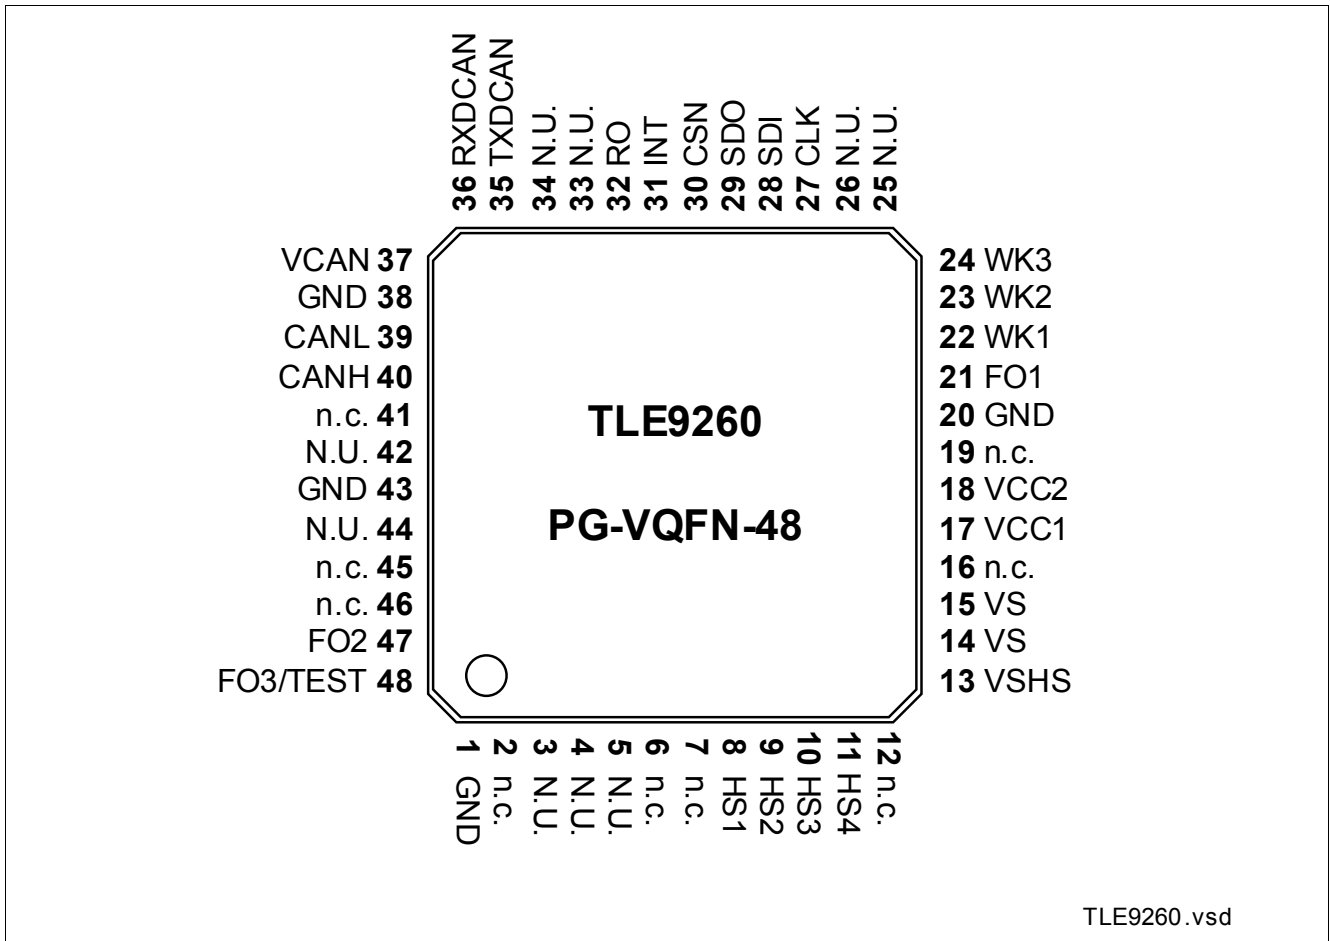 36 RXDCAN
35 TXDCAN
34 N.U.
33 N.U.
32 RO
31 INT
30 CSN
29 SDO
28 SDI
27 CLK
26 N.U.
25 N.U.
VCAN 37
GND 38
CANL 39
CANH 40
n.c. 41
N.U. 42
GND 43
N.U. 44
n.c. 45
n.c. 46
FO2 47
FO3/TEST 48
TLE9260
PG-VQFN-48
24 WK3
23 WK2
22 WK1
21 FO1
20 GND
19 n.c.
18 VCC2
17 VCC1
16 n.c.
15 VS
14 VS
13 VSHS
1 GND
2 n.c.
3 N.U.
4 N.U.
5 N.U.
6 n.c.
7 n.c.
8 HS1
9 HS2
10 HS3
11 HS4
12 n.c.
TLE9260.vsd